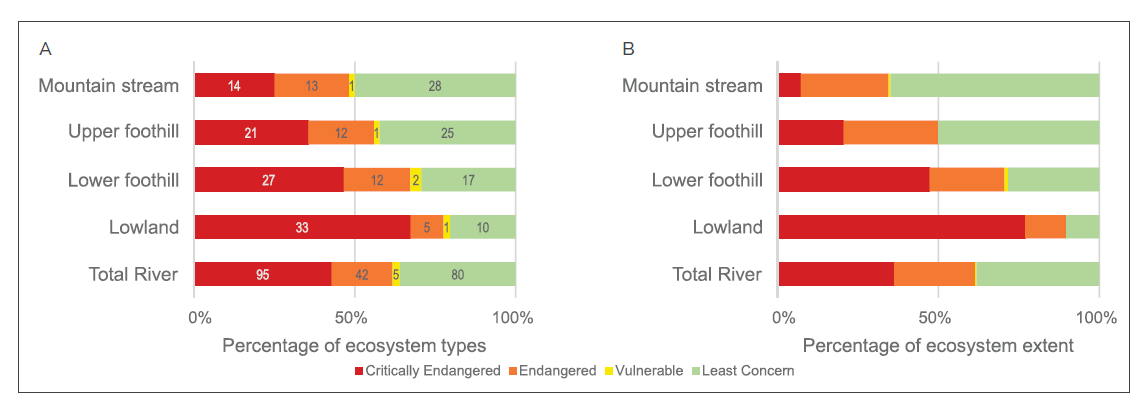 A
Mountain stream 14 13 1 28
Upper foothill 21 12 1 25
Lower foothill 27 12 2 17
Lowland 33 5 1 10
Total River 95 42 5 80
0% 50% 100%
Percentage of ecosystem types
B
Mountain stream
Upper foothill
Lower foothill
Lowland
Total River
0% 50% 100%
Percentage of ecosystem extent
Critically Endangered Endangered Vulnerable Least Concern